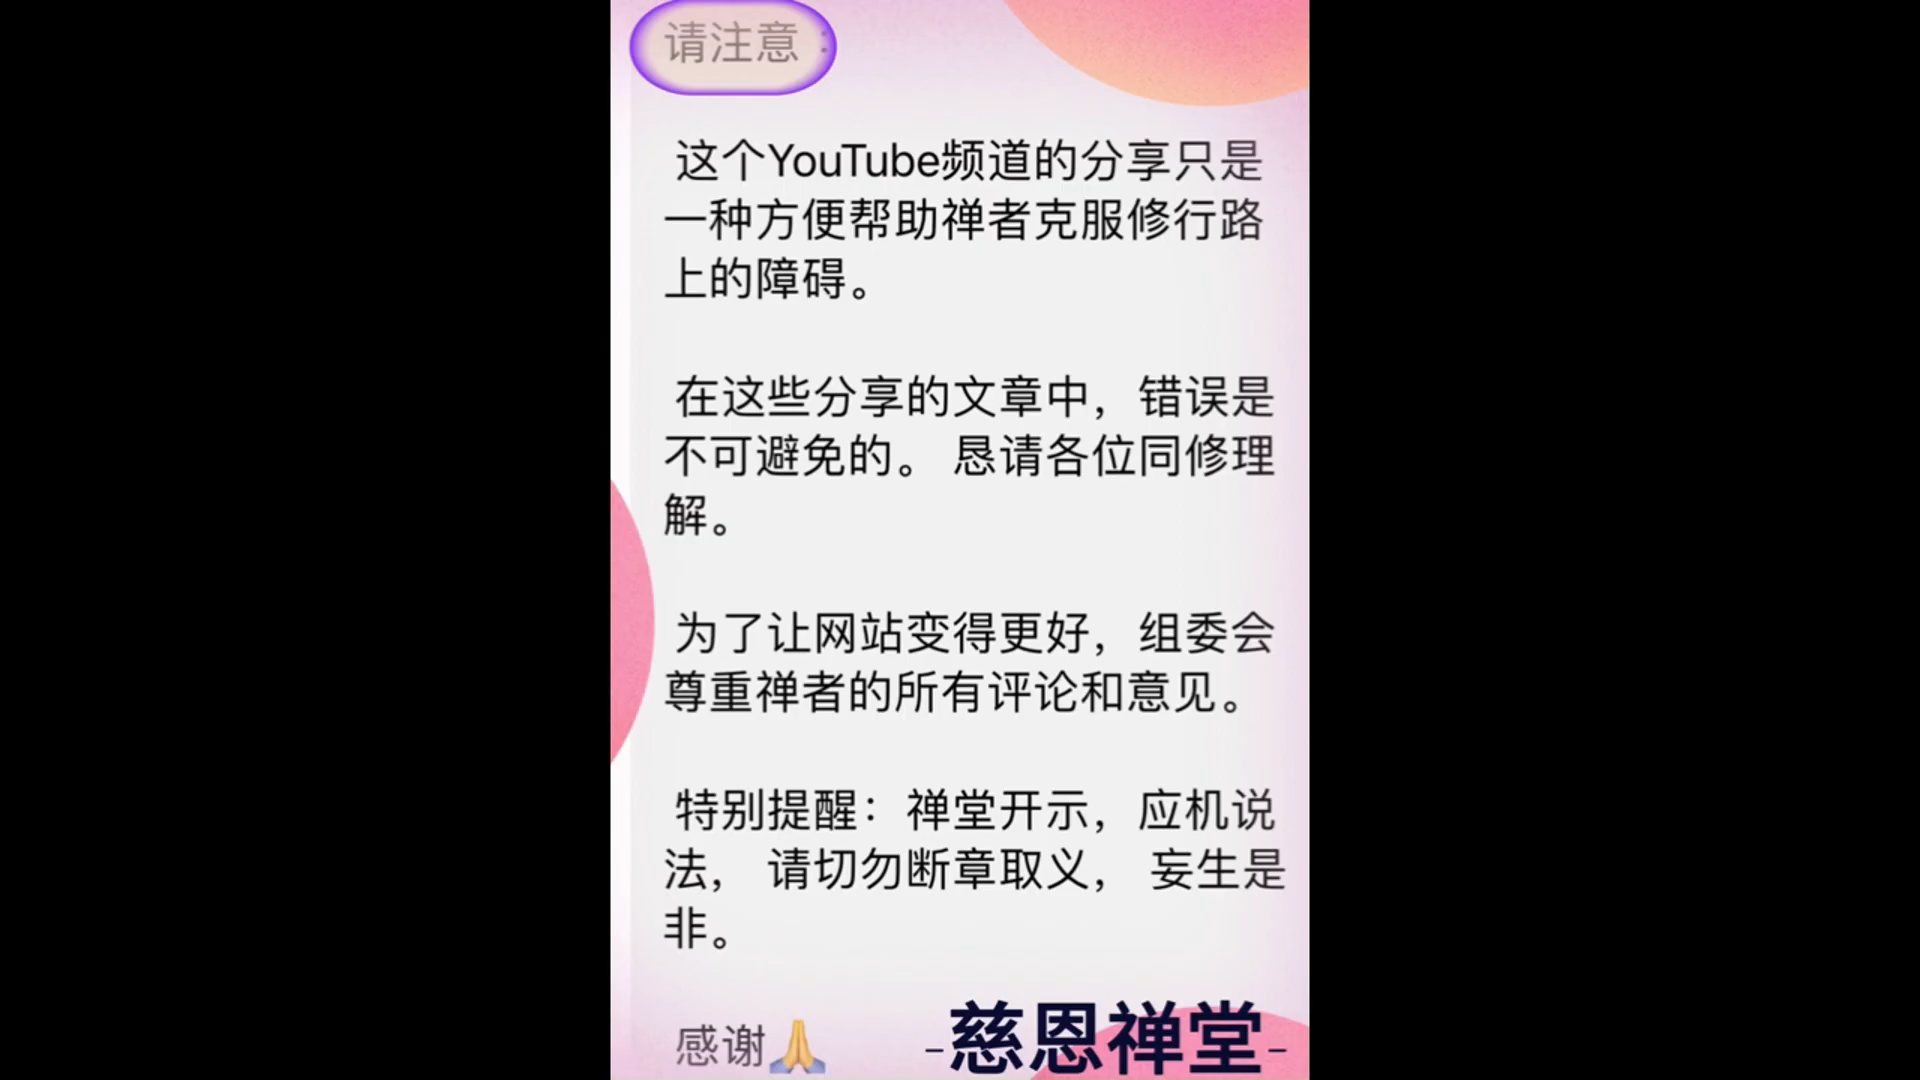 请注意：
这个YouTube频道的分享只是
一种方便帮助禅者克服修行路
上的障碍。
在这些分享的文章中，错误是
不可避免的。 恳请各位同修理
解。
为了让网站变得更好，组委会
尊重禅者的所有评论和意见。
特别提醒：禅堂开示，应机说
法， 请切勿断章取义， 妄生是
非。
感谢🙏
-慈恩禅堂-